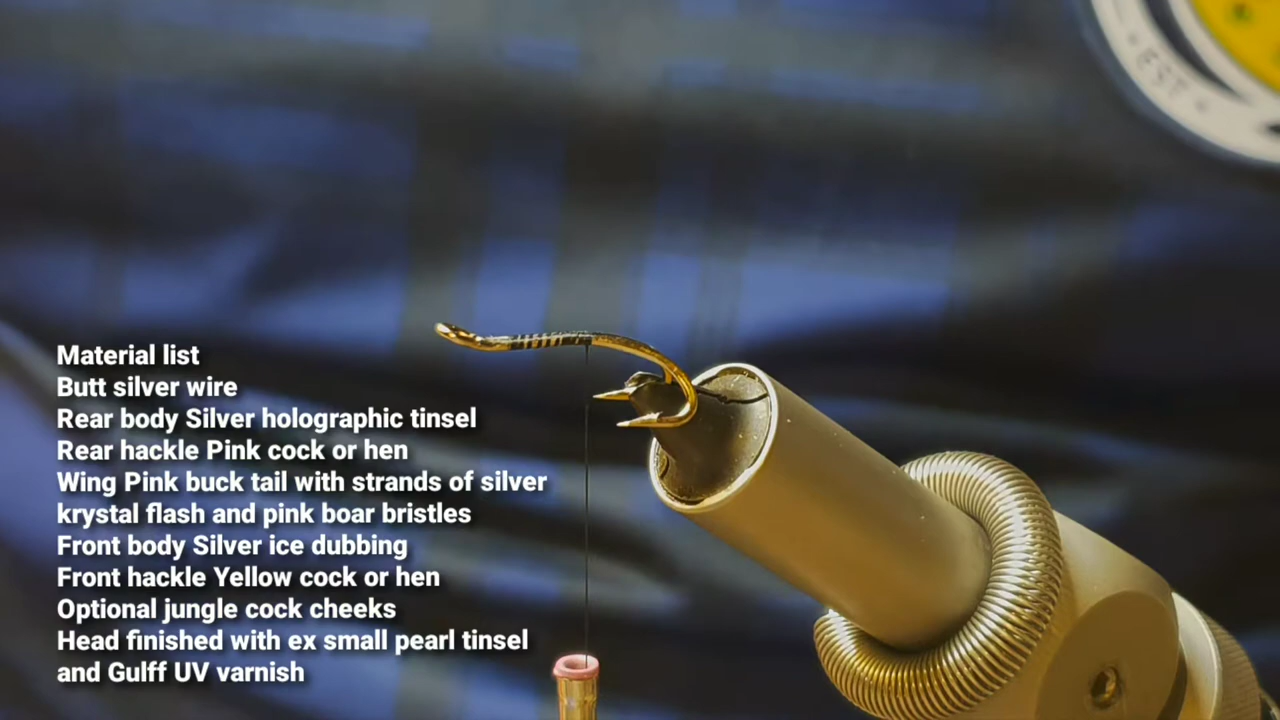 EST
Material list
Butt silver wire
Rear body Silver holographic tinsel
Rear hackle Pink cock or hen
Wing Pink buck tail with strands of silver
krystal flash and pink boar bristles
Front body Silver ice dubbing
Front hackle Yellow cock or hen
Optional jungle cock cheeks
Head finished with ex small pearl tinsel
and Gulff UV varnish